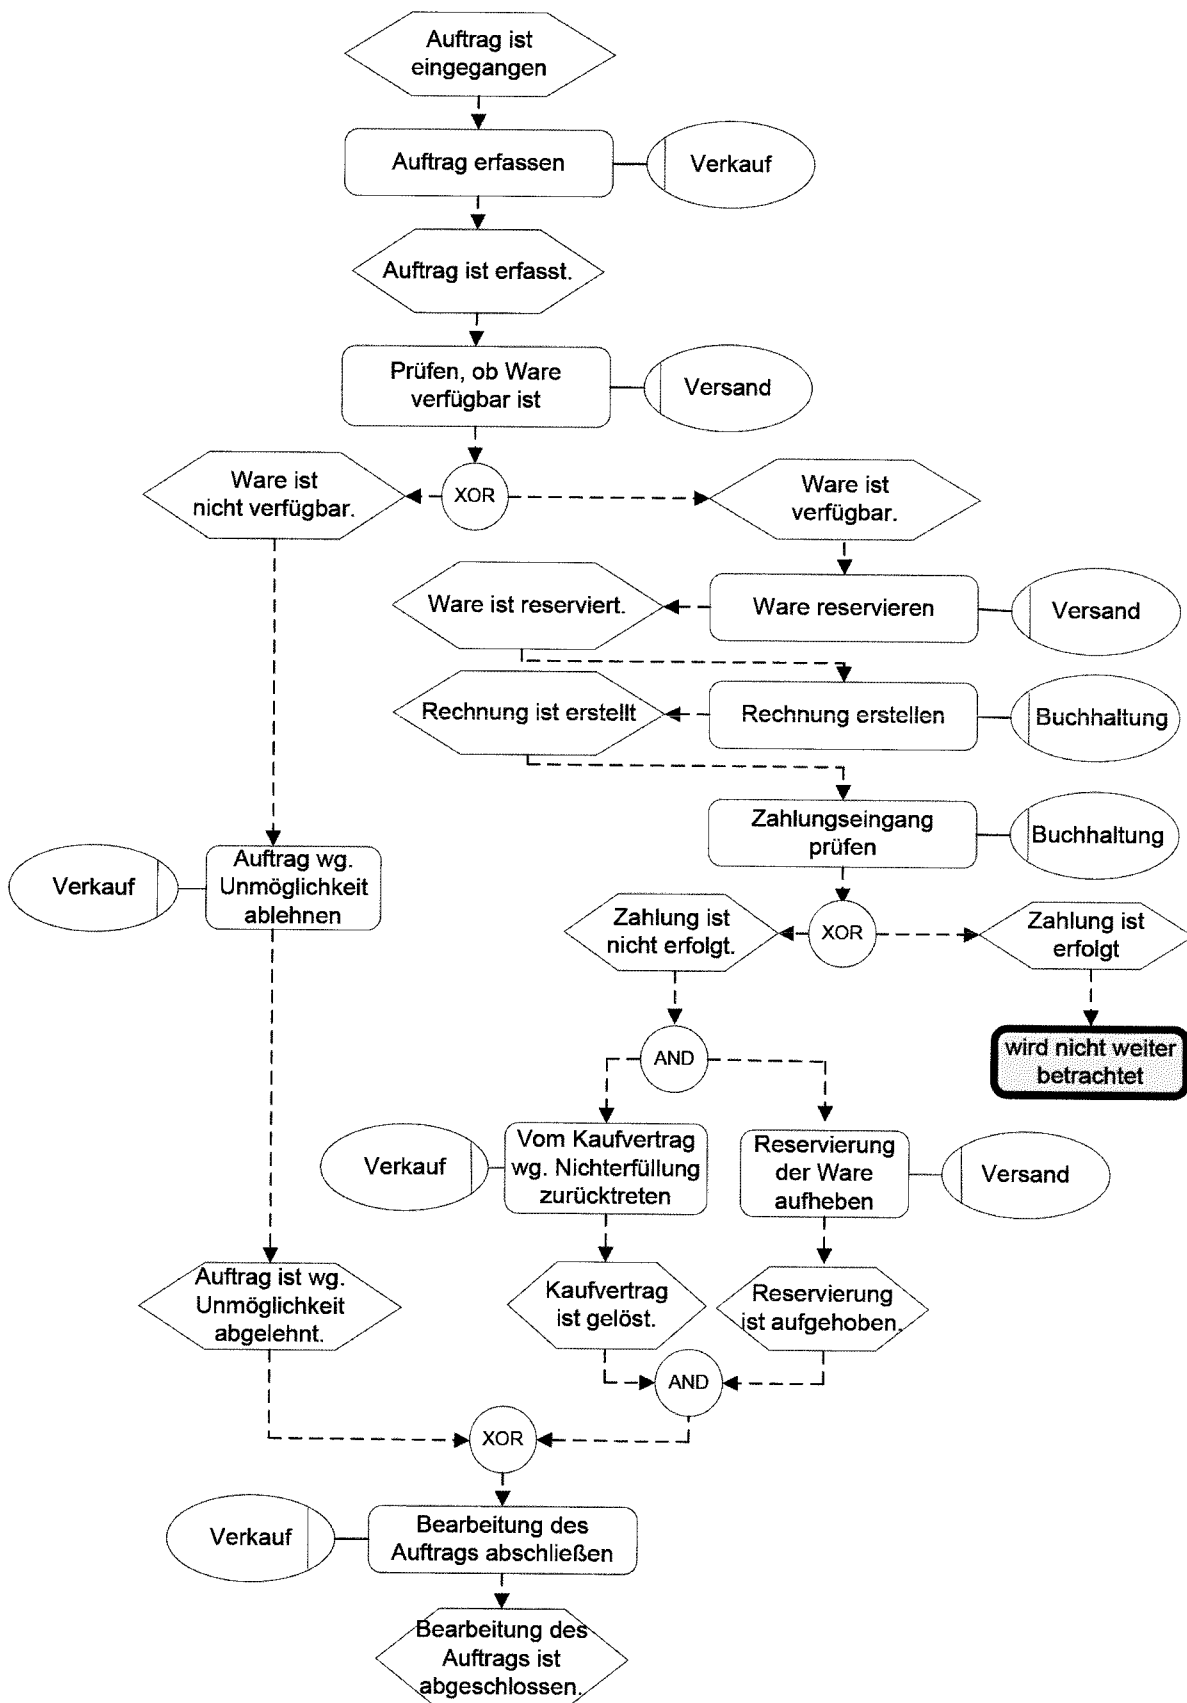 Auftrag ist
eingegangen
Auftrag erfassen
Verkauf
Auftrag ist erfasst.
Prüfen, ob Ware
verfügbar ist
Versand
Ware ist
nicht verfügbar.
XOR
Ware ist
verfügbar.
Ware ist reserviert.
Ware reservieren
Versand
Rechnung ist erstellt
Rechnung erstellen
Buchhaltung
Zahlungseingang
prüfen
Buchhaltung
Verkauf
Auftrag wg.
Unmöglichkeit
ablehnen
Zahlung ist
nicht erfolgt.
XOR
Zahlung ist
erfolgt
AND
wird nicht weiter
betrachtet
Verkauf
Vom Kaufvertrag
wg. Nichterfüllung
zurücktreten
Reservierung
der Ware
aufheben
Versand
Auftrag ist wg.
Unmöglichkeit
abgelehnt.
Kaufvertrag
ist gelöst.
Reservierung
ist aufgehoben.
AND
XOR
Verkauf
Bearbeitung des
Auftrags abschließen
Bearbeitung des
Auftrags ist
abgeschlossen.